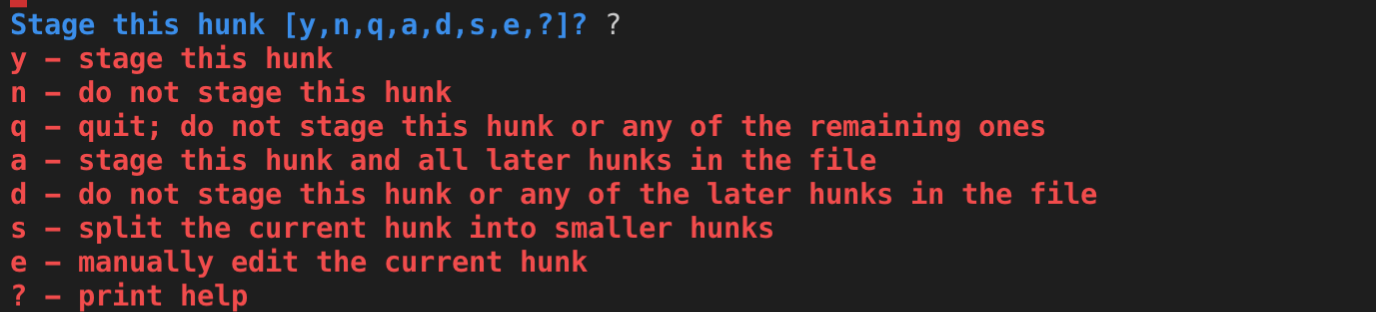 Stage this hunk [y,n,q,a,d,s,e,?]? ?
y - stage this hunk
n - do not stage this hunk
q - quit; do not stage this hunk or any of the remaining ones
a - stage this hunk and all later hunks in the file
d - do not stage this hunk or any of the later hunks in the file
s - split the current hunk into smaller hunks
e - manually edit the current hunk
? - print help